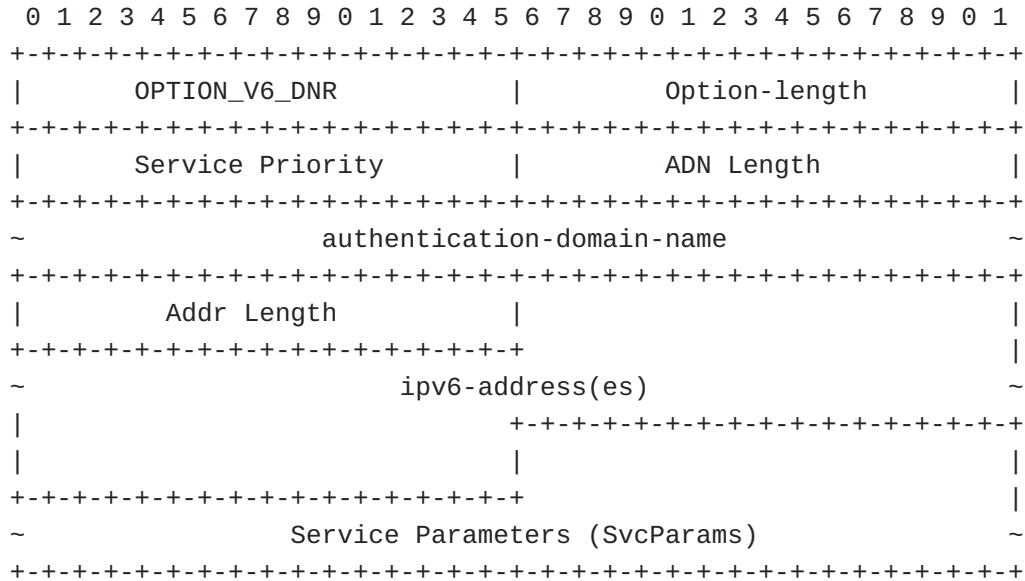 0 1 2 3 4 5 6 7 8 9 0 1 2 3 4 5 6 7 8 9 0 1 2 3 4 5 6 7 8 9 0 1
+-+-+-+-+-+-+-+-+-+-+-+-+-+-+-+-+-+-+-+-+-+-+-+-+-+-+-+-+-+-+-+-+
|       OPTION_V6_DNR           |         Option-length         |
+-+-+-+-+-+-+-+-+-+-+-+-+-+-+-+-+-+-+-+-+-+-+-+-+-+-+-+-+-+-+-+-+
|       Service Priority        |         ADN Length            |
+-+-+-+-+-+-+-+-+-+-+-+-+-+-+-+-+-+-+-+-+-+-+-+-+-+-+-+-+-+-+-+-+
~                   authentication-domain-name                  ~
+-+-+-+-+-+-+-+-+-+-+-+-+-+-+-+-+-+-+-+-+-+-+-+-+-+-+-+-+-+-+-+-+
|         Addr Length           |                               |
+-+-+-+-+-+-+-+-+-+-+-+-+-+-+-+-+                               |
~                        ipv6-address(es)                       ~
|                               +-+-+-+-+-+-+-+-+-+-+-+-+-+-+-+-+
|                               |                               |
+-+-+-+-+-+-+-+-+-+-+-+-+-+-+-+-+                               |
~                 Service Parameters (SvcParams)                ~
+-+-+-+-+-+-+-+-+-+-+-+-+-+-+-+-+-+-+-+-+-+-+-+-+-+-+-+-+-+-+-+-+